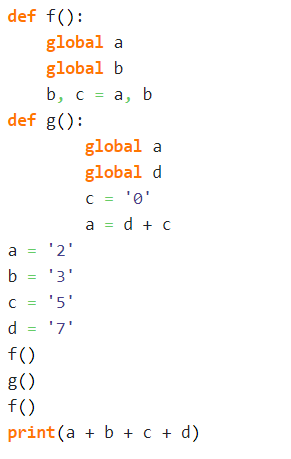 def f():
    global a
    global b
    b, c = a, b
def g():
        global a
        global d
        c = '0'
        a = d + c
a = '2'
b = '3'
c = '5'
d = '7'
f()
g()
f()
print(a + b + c + d)